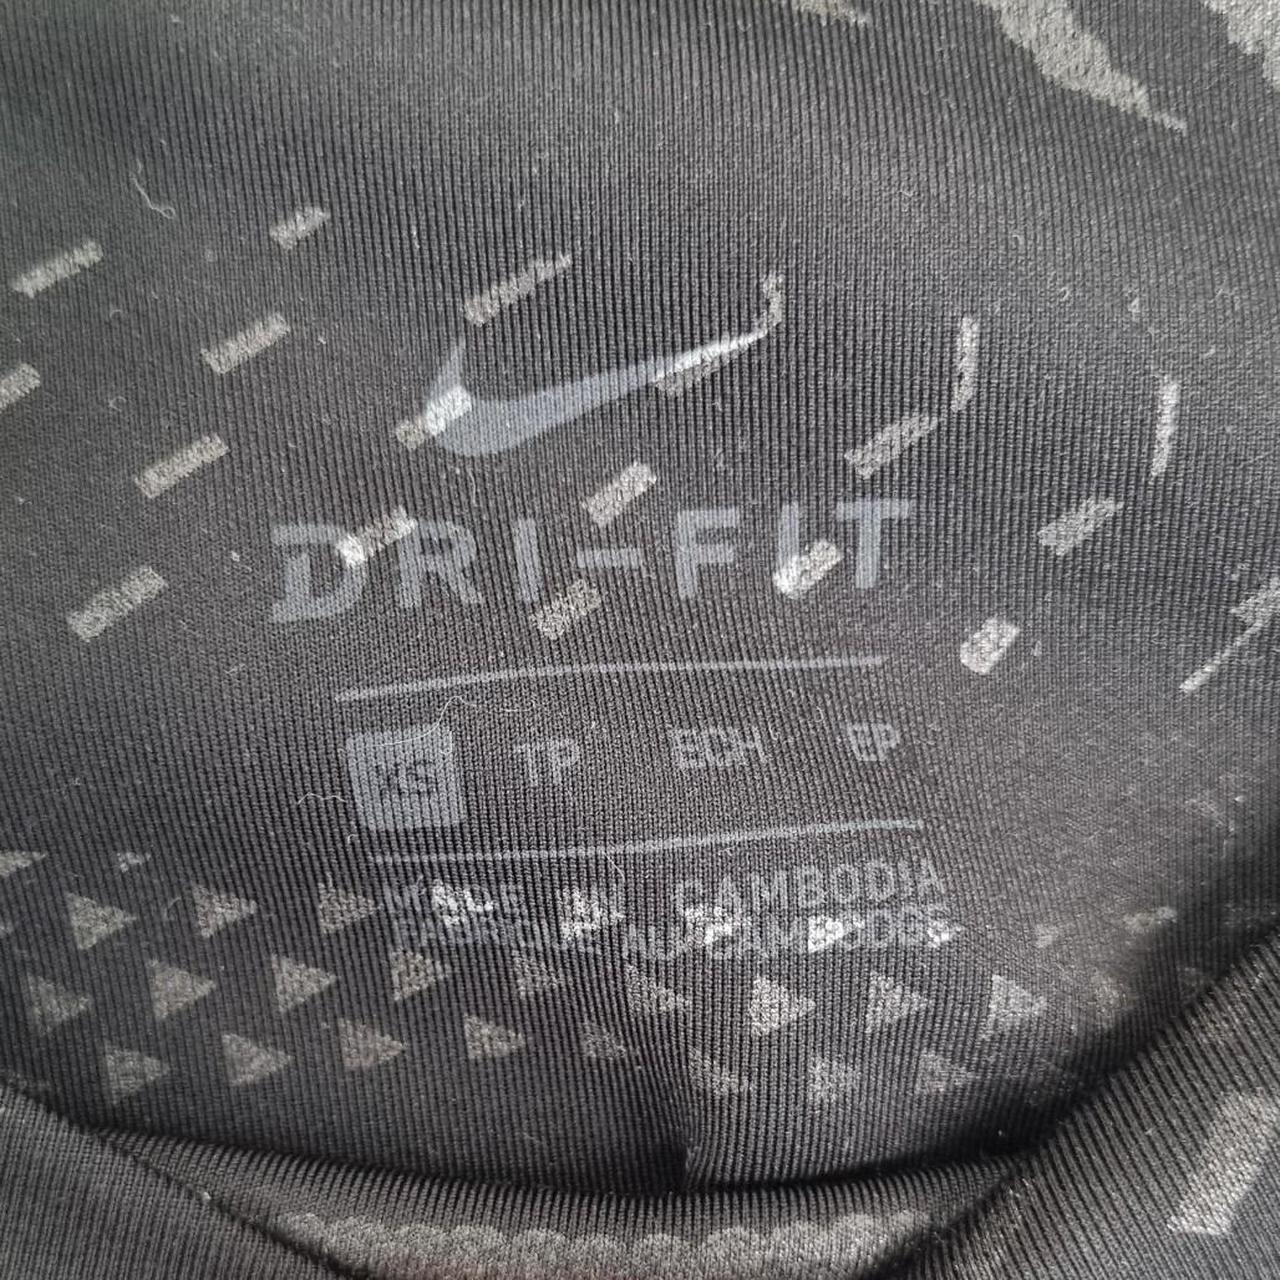 DRI-FIT
XS TP ECH EP
MADE IN CAMBODIA